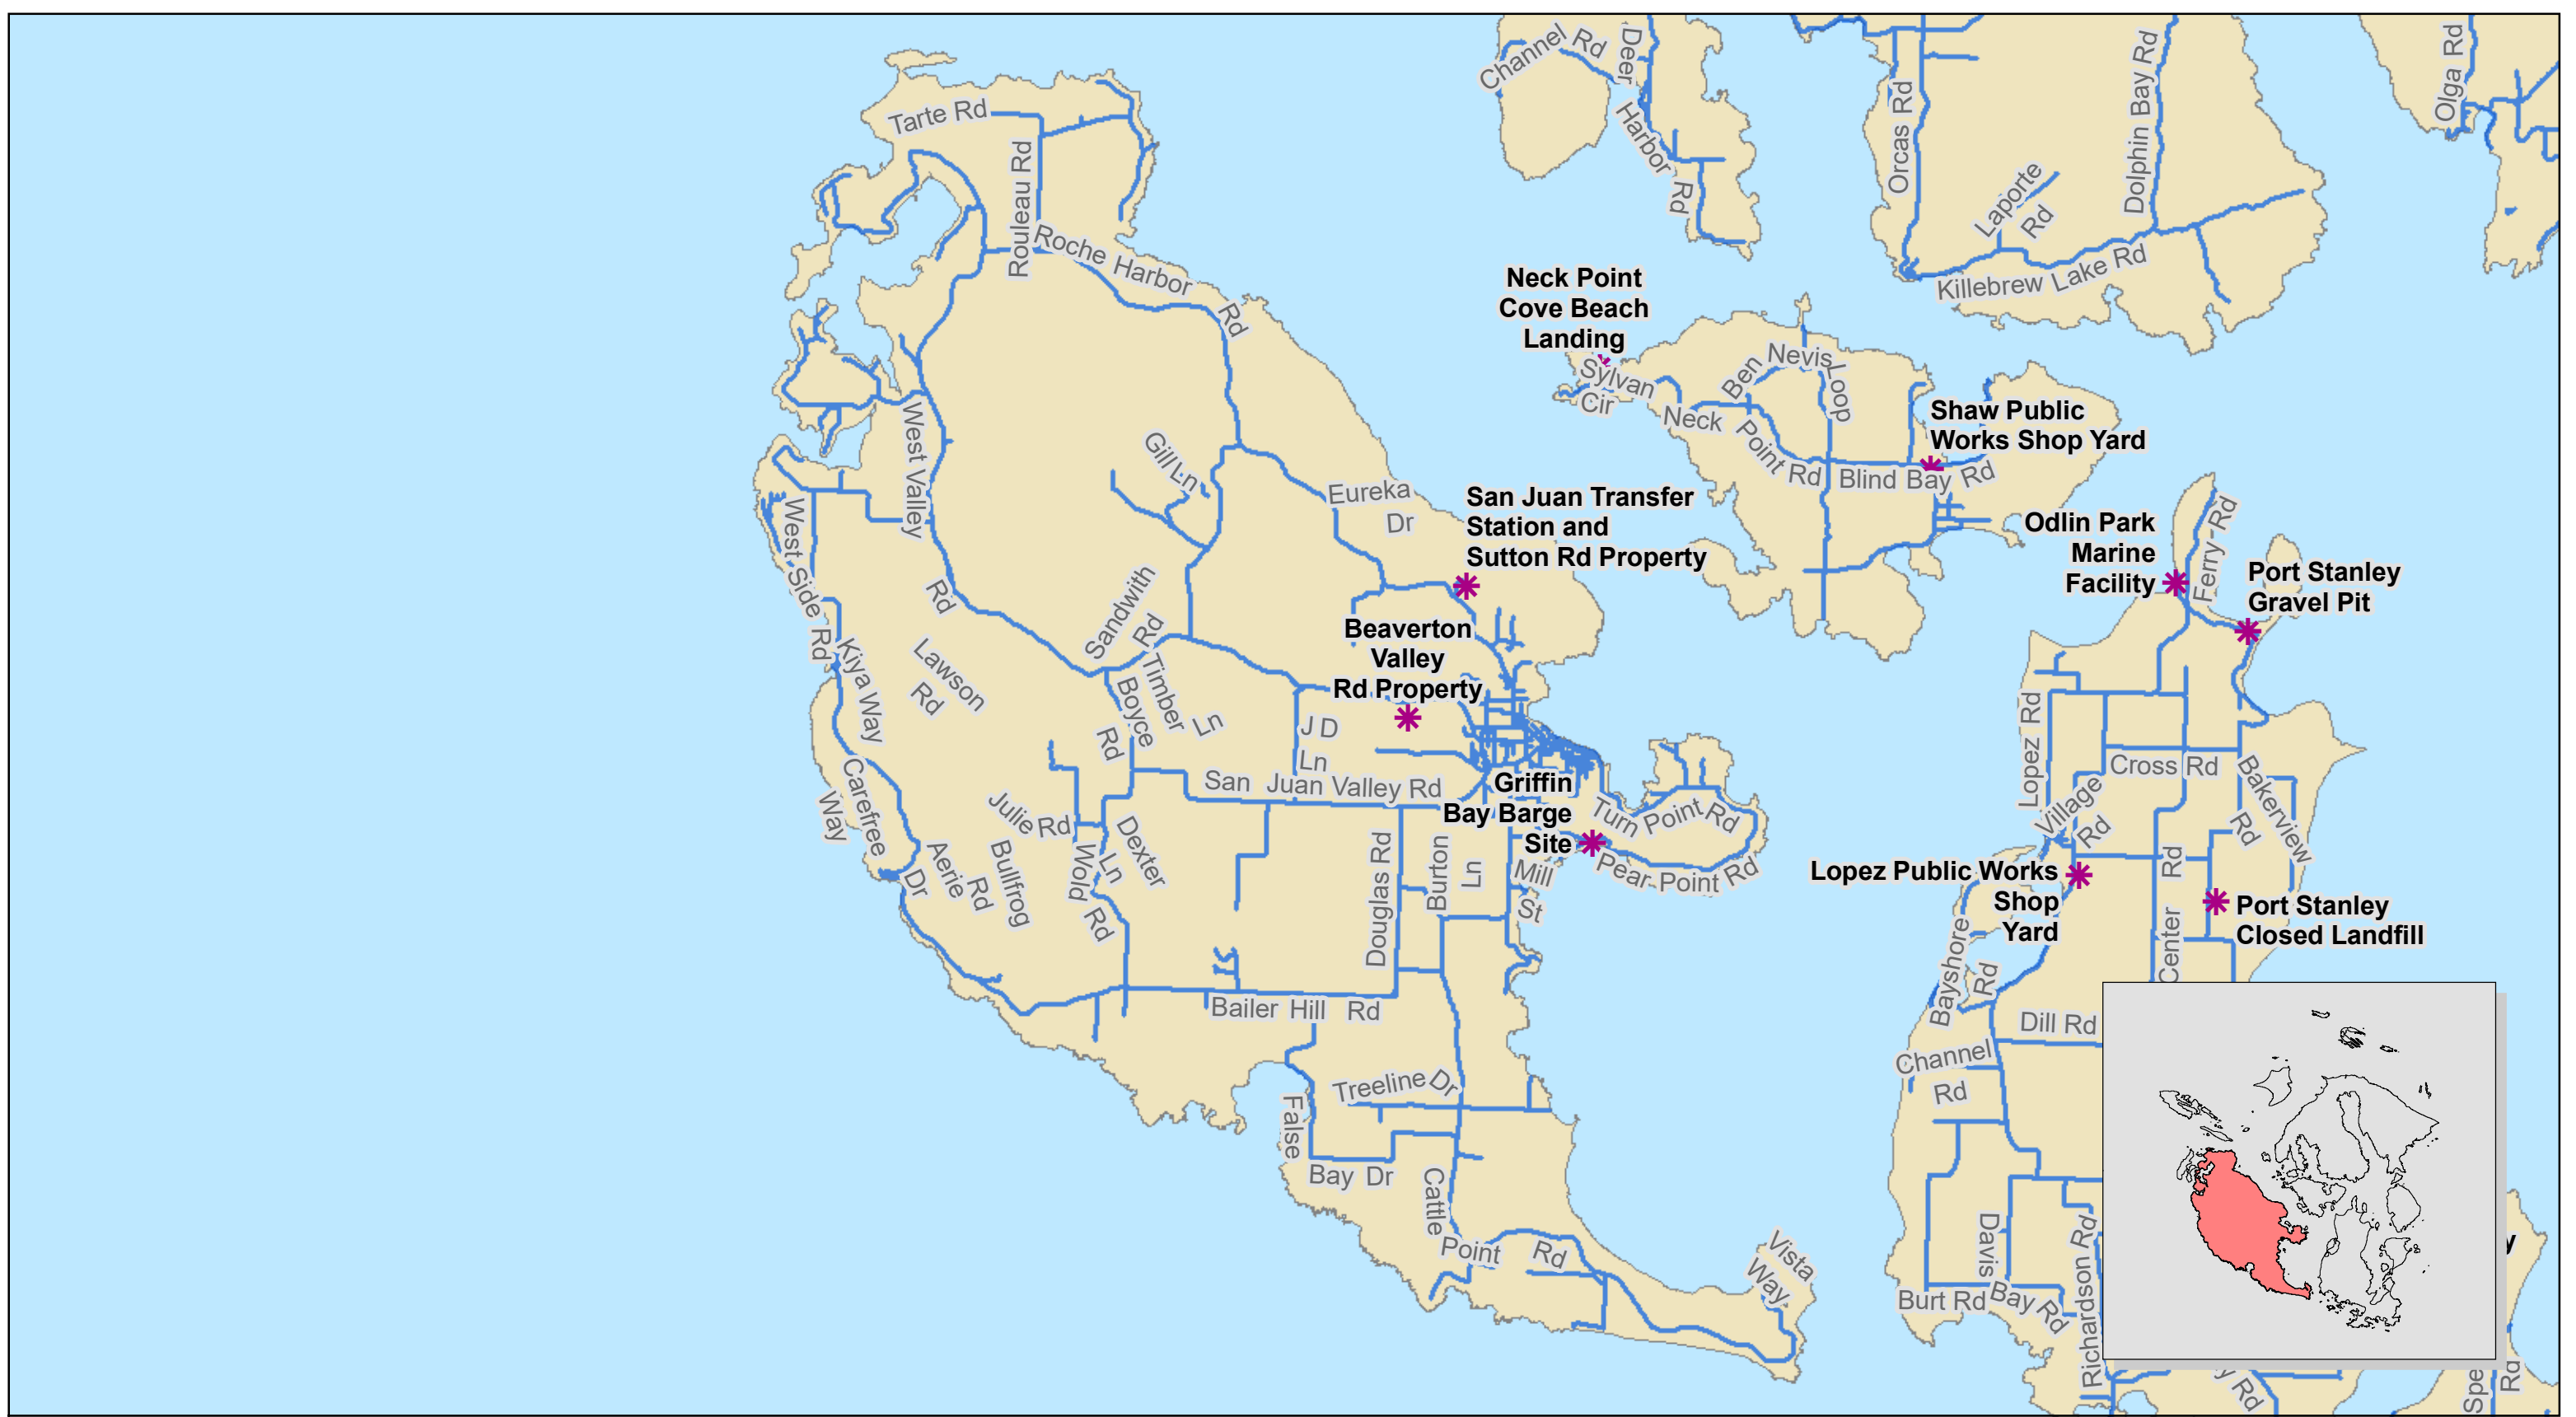 Channel Rd
Deer
Harbor
Rd
Orcas Rd
Dolphin Bay Rd
Olga Rd
Laporte
Rd
Killebrew Lake Rd
Tarte Rd
Rouleau Rd
Roche Harbor
Rd
Neck Point
Cove Beach
Landing
Sylvan
Cir
Neck
Point Rd
Ben
Nevis
Loop
Shaw Public
Works Shop Yard
Blind Bay Rd
West Valley
Rd
Gill Ln
Eureka
Dr
San Juan Transfer
Station and
Sutton Rd Property
Odlin Park
Marine
Facility
Ferry Rd
Port Stanley
Gravel Pit
West Side Rd
Sandwith
Rd
Beaverton
Valley
Rd Property
Kiya Way
Lawson
Rd
Timber
Ln
Boyce
Rd
J D
Ln
San Juan Valley Rd
Lopez Rd
Cross Rd
Bakerview
Rd
Village
Rd
Carefree
Way
Julie Rd
Dexter
Ln
Wold Rd
Aerie
Rd
Bullfrog
Dr
Griffin
Bay Barge
Site
Turn Point Rd
Pear Point Rd
Mill
St
Douglas Rd
Burton
Ln
Lopez Public Works
Shop
Yard
Center
Rd
Port Stanley
Closed Landfill
Bayshore
Rd
Bailer Hill Rd
Dill Rd
Channel
Rd
Treeline Dr
False
Bay Dr
Cattle
Point Rd
Vista
Way
Davis
Bay Rd
Burt Rd
Richardson Rd
y
y Rd
Spe
Rd